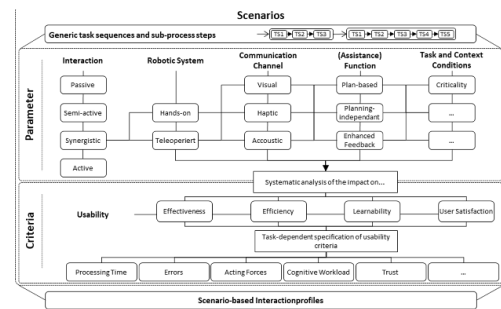 Scenarios
Generic task sequences and sub-process steps
TS1 TS2 TS3
TS1 TS2 TS3 TS4 TS5
Parameter
Interaction
Robotic System
Communication
Channel
(Assistance)
Function
Task and Context
Conditions
Passive
Visual
Plan-based
Criticality
Semi-active
Hands-on
Haptic
Planning-
independant
...
Synergistic
Teleoperiert
Accoustic
Enhanced
Feedback
...
Active
Systematic analysis of the impact on...
Criteria
Usability
Effectiveness
Efficiency
Learnability
User Satisfaction
Task-dependent specification of usability
criteria
Processing Time
Errors
Acting Forces
Cognitive Workload
Trust
...
Scenario-based Interactionprofiles